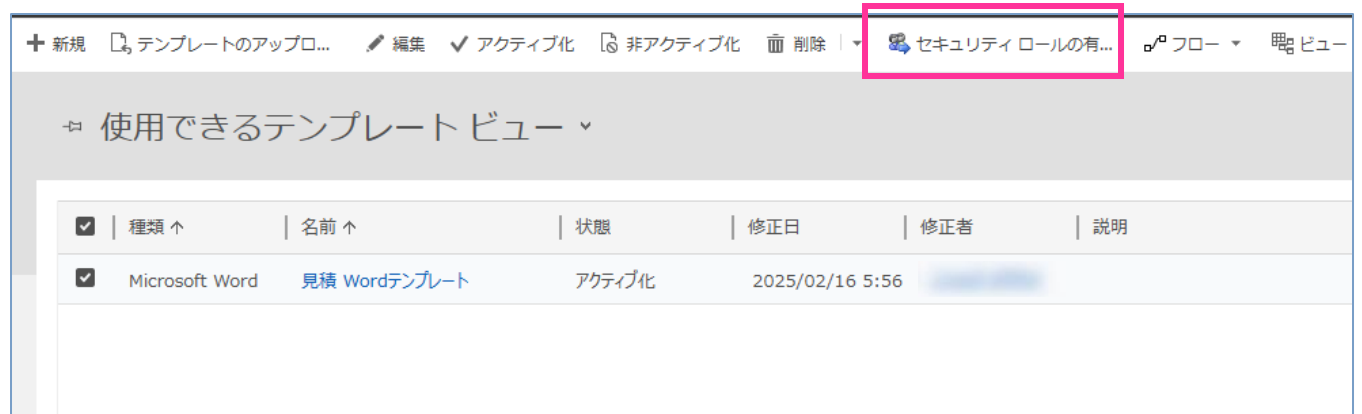 新規 テンプレートのアップロ... 編集 アクティブ化 非アクティブ化 削除 セキュリティ ロールの有... フロー ビュー
使用できるテンプレート ビュー
種類 名前 状態 修正日 修正者 説明
Microsoft Word 見積 Wordテンプレート アクティブ化 2025/02/16 5:56